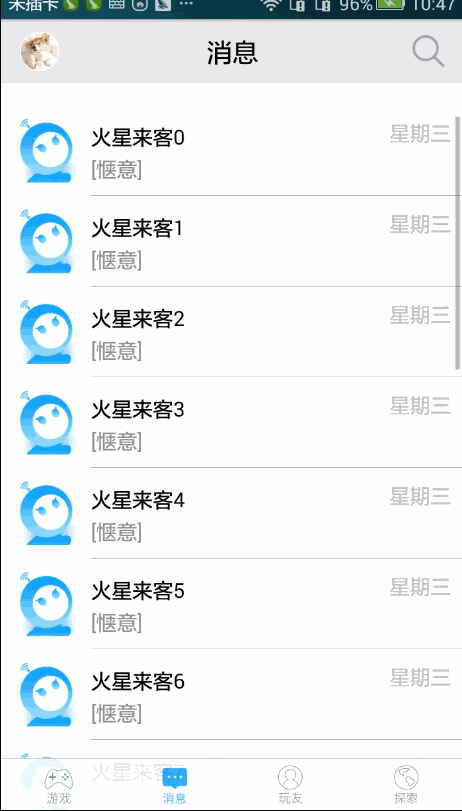 未插卡 96% 10:47
消息
火星来客0 星期三
[惬意]
火星来客1 星期三
[惬意]
火星来客2 星期三
[惬意]
火星来客3 星期三
[惬意]
火星来客4 星期三
[惬意]
火星来客5 星期三
[惬意]
火星来客6 星期三
[惬意]
火星来客7
游戏 消息 玩友 探索